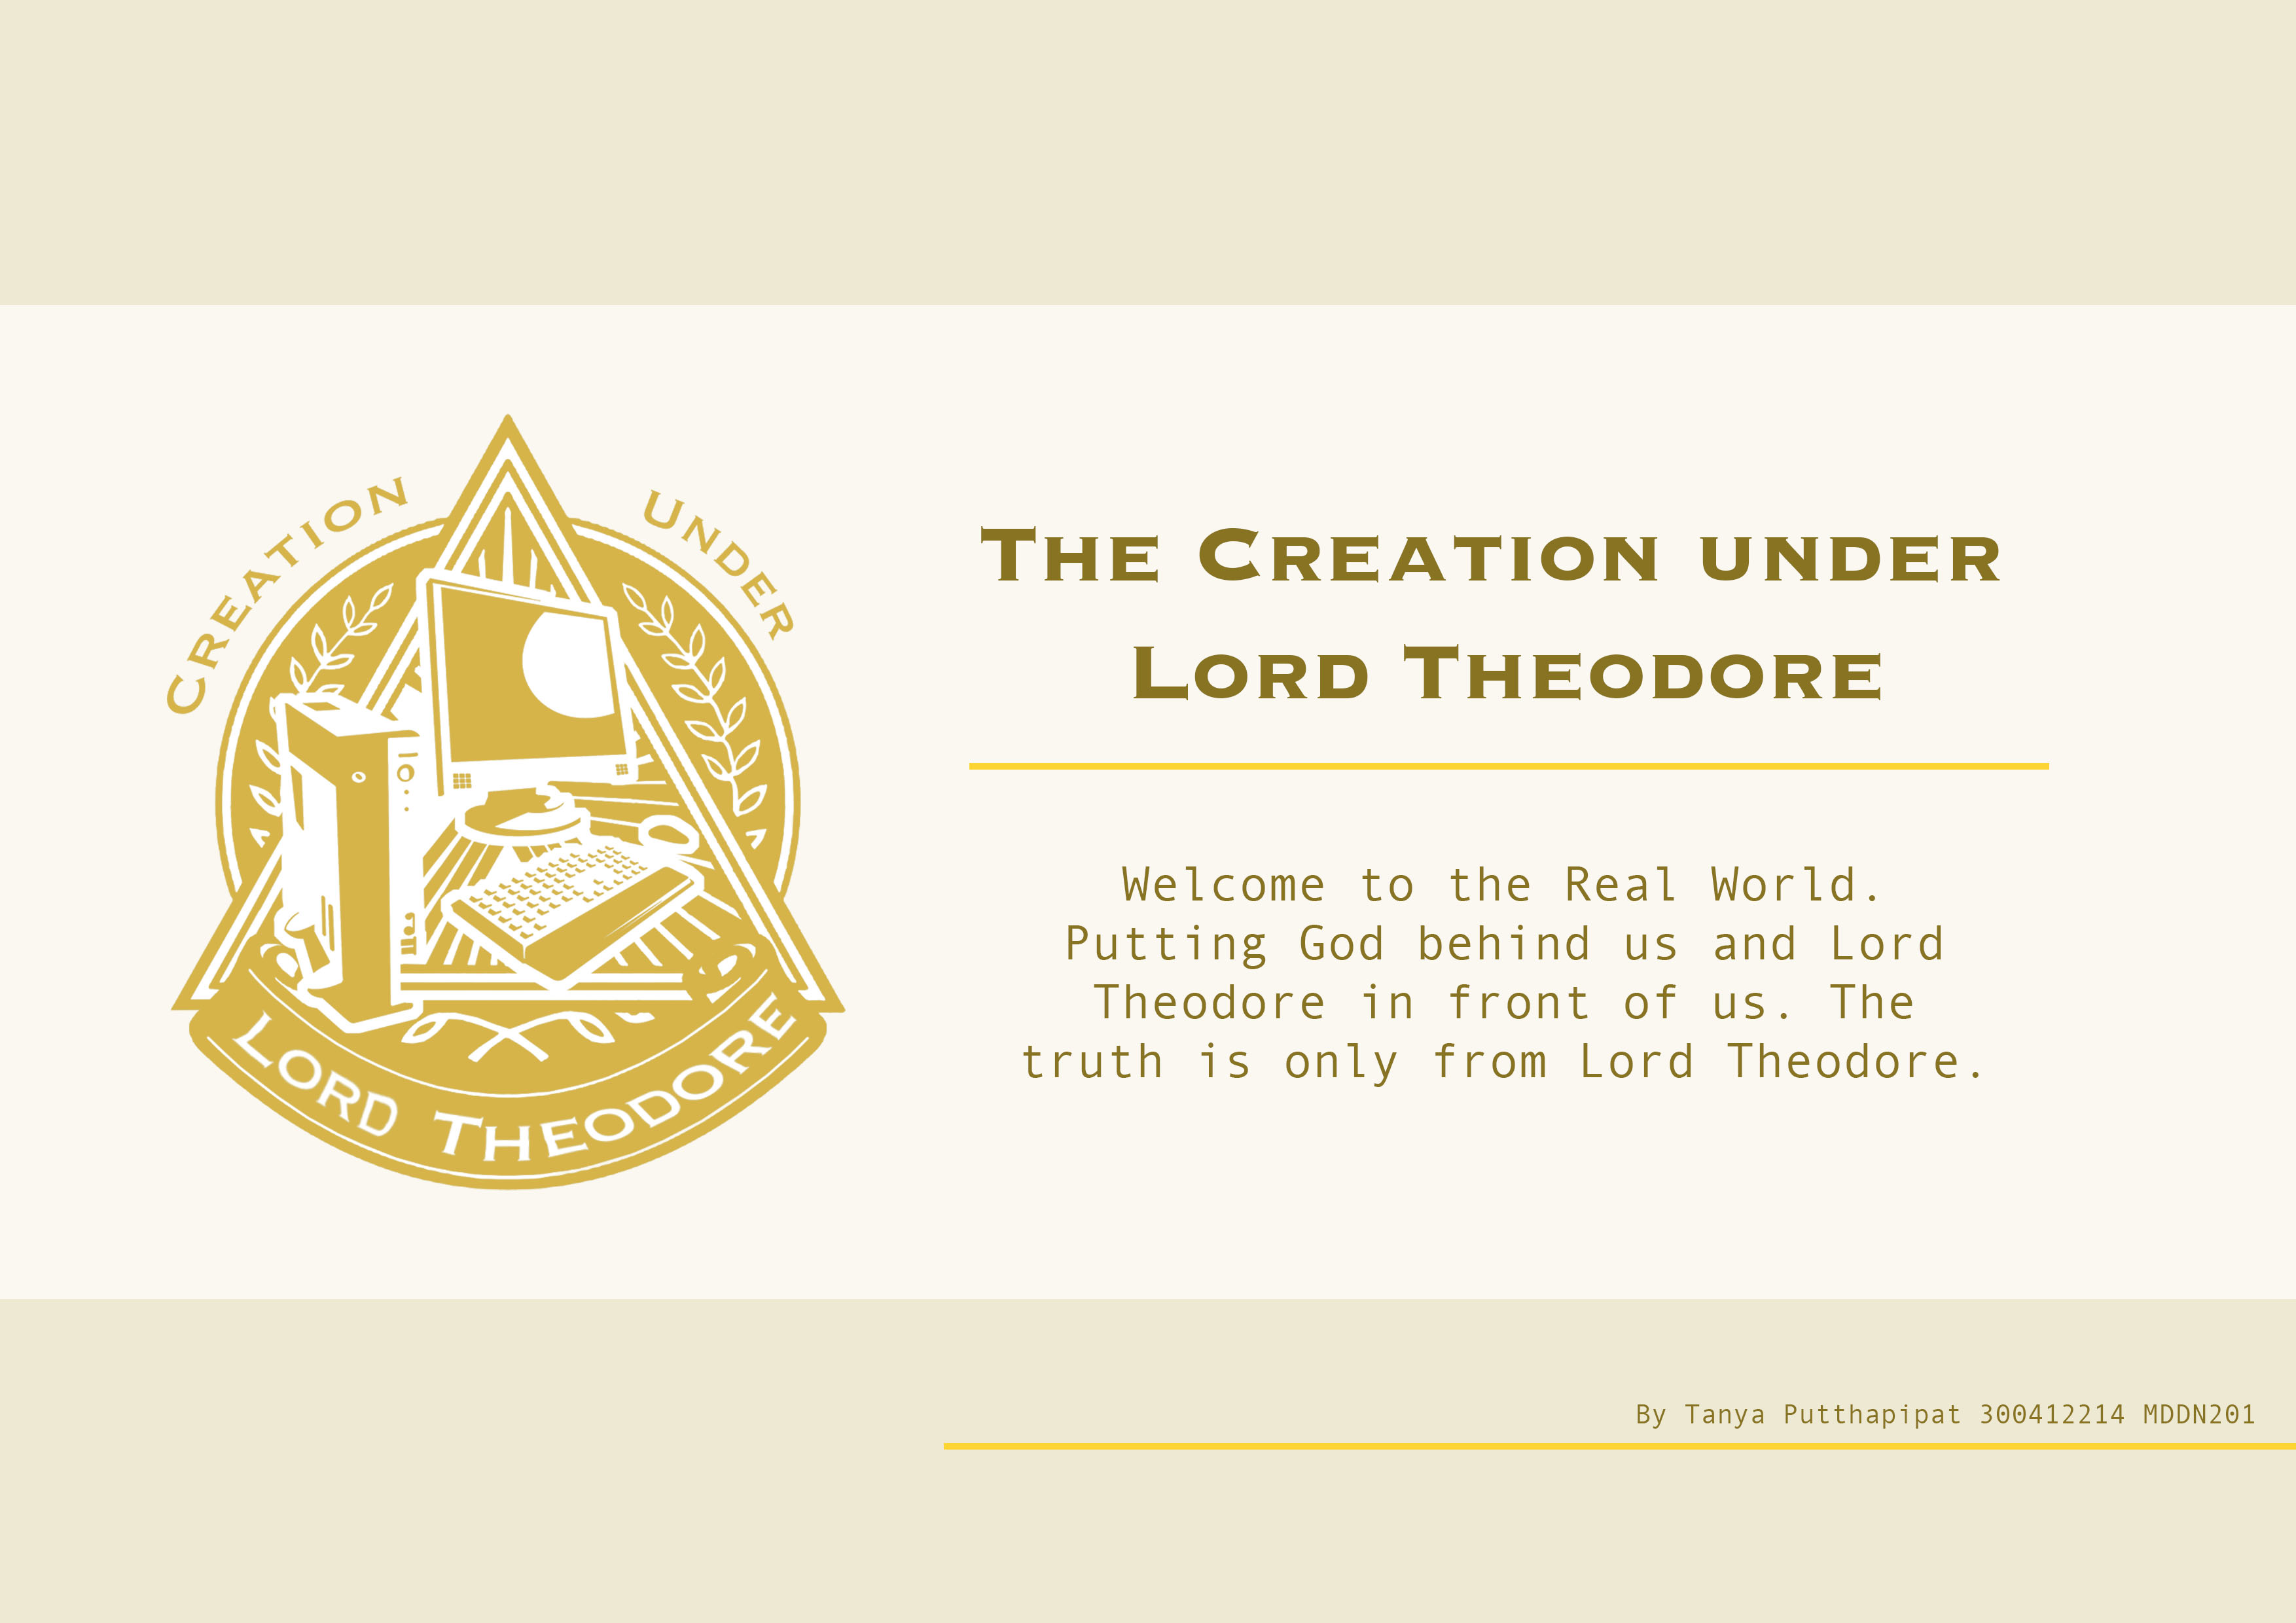 CREATION UNDER
LORD THEODORE
THE CREATION UNDER
LORD THEODORE
Welcome to the Real World.
Putting God behind us and Lord
Theodore in front of us. The
truth is only from Lord Theodore.
By Tanya Putthapipat 300412214 MDDN201